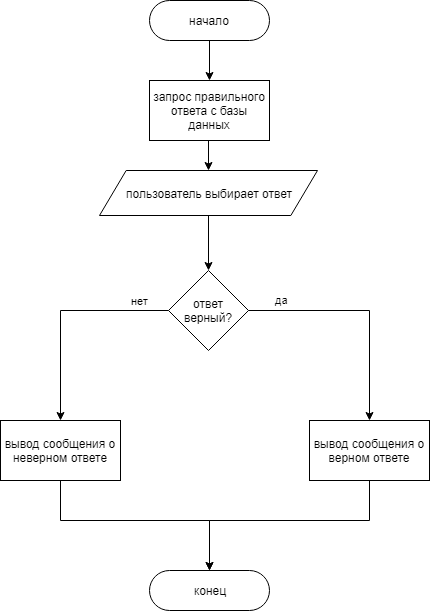 начало
запрос правильного
ответа с базы
данных
пользователь выбирает ответ
ответ
верный?
нет
да
вывод сообщения о
неверном ответе
вывод сообщения о
верном ответе
конец